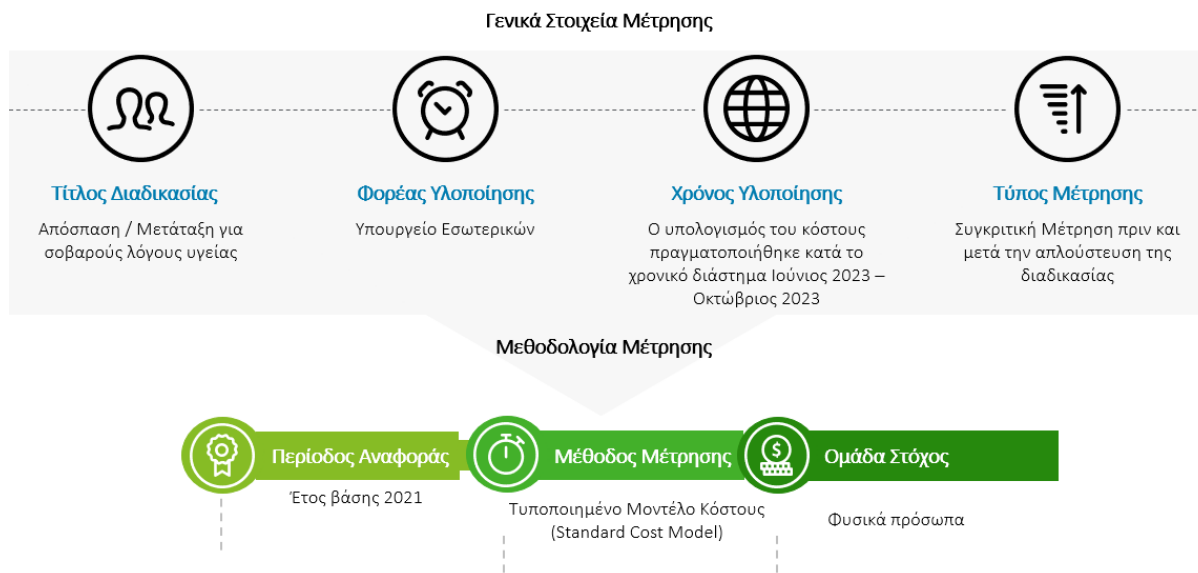 Γενικά Στοιχεία Μέτρησης
Τίτλος Διαδικασίας
Απόσπαση / Μετάταξη για
σοβαρούς λόγους υγείας
Φορέας Υλοποίησης
Υπουργείο Εσωτερικών
Χρόνος Υλοποίησης
Ο υπολογισμός του κόστους
πραγματοποιήθηκε κατά το
χρονικό διάστημα Ιούνιος 2023 –
Οκτώβριος 2023
Τύπος Μέτρησης
Συγκριτική Μέτρηση πριν και
μετά την απλούστευση της
διαδικασίας
Μεθοδολογία Μέτρησης
Περίοδος Αναφοράς
Έτος βάσης 2021
Μέθοδος Μέτρησης
Τυποποιημένο Μοντέλο Κόστους
(Standard Cost Model)
$
Ομάδα Στόχος
Φυσικά πρόσωπα